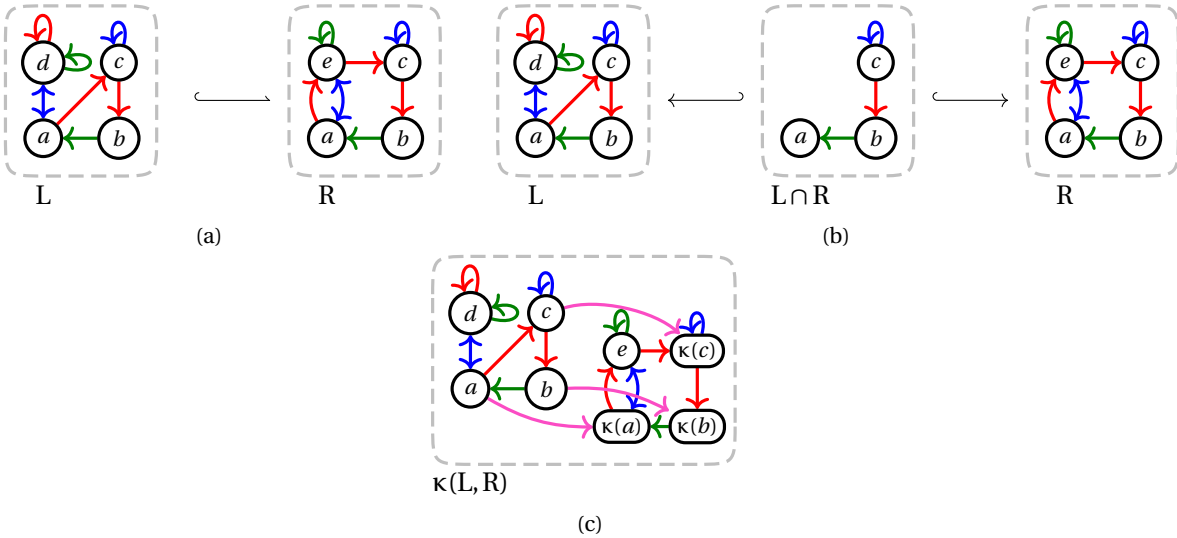 d c e c d c c e c
a b a b a b a b a b
L R L L ∩ R R
(a) (b)
d c
e κ(c)
a b
κ(a) κ(b)
κ(L, R)
(c)